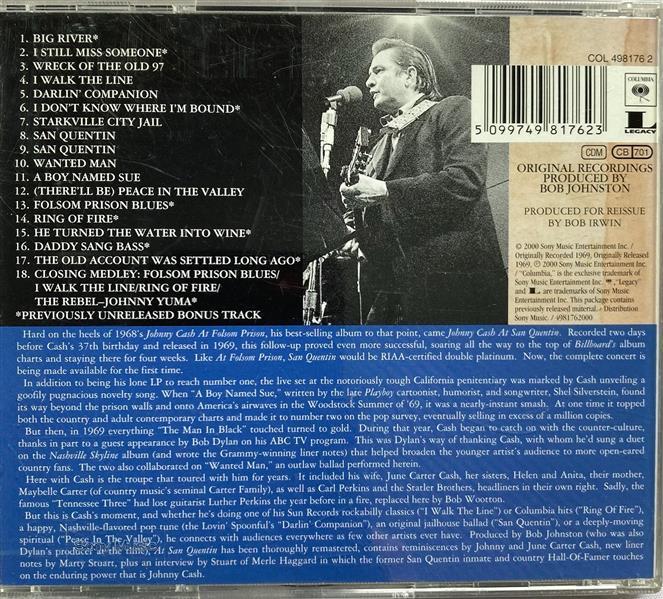 1. BIG RIVER*
2. I STILL MISS SOMEONE*
3. WRECK OF THE OLD 97
4. I WALK THE LINE
5. DARLIN' COMPANION
6. I DON'T KNOW WHERE I'M BOUND*
7. STARKVILLE CITY JAIL
8. SAN QUENTIN
9. SAN QUENTIN
10. WANTED MAN
11. A BOY NAMED SUE
12. (THERE'LL BE) PEACE IN THE VALLEY
13. FOLSOM PRISON BLUES*
14. RING OF FIRE*
15. HE TURNED THE WATER INTO WINE*
16. DADDY SANG BASS*
17. THE OLD ACCOUNT WAS SETTLED LONG AGO*
18. CLOSING MEDLEY: FOLSOM PRISON BLUES/
I WALK THE LINE/RING OF FIRE/
THE REBEL–JOHNNY YUMA*
*PREVIOUSLY UNRELEASED BONUS TRACK
COL 498176 2
5 099749 817623
COLUMBIA
L
LEGACY
CDM
CB 701
ORIGINAL RECORDINGS
PRODUCED BY
BOB JOHNSTON
PRODUCED FOR REISSUE
BY BOB IRWIN
© 2000 Sony Music Entertainment Inc. /
Originally Recorded 1969, Originally Released
1969, ℗ 2000 Sony Music Entertainment Inc.
/ "Columbia," is the exclusive trademark of
Sony Music Entertainment Inc. / "Legacy"
and L are trademarks of Sony Music
Entertainment Inc. / This package contains
previously released material. / Distribution
Sony Music / 4981762000
Hard on the heels of 1968's Johnny Cash At Folsom Prison, his best-selling album to that point, came Johnny Cash At San Quentin. Recorded two days
before Cash's 37th birthday and released in 1969, this follow-up proved even more successful, soaring all the way to the top of Billboard's album
charts and staying there for four weeks. Like At Folsom Prison, San Quentin would be RIAA-certified double platinum. Now, the complete concert is
being made available for the first time.
In addition to being his lone LP to reach number one, the live set at the notoriously tough California penitentiary was marked by Cash unveiling a
goofily pugnacious novelty song. When "A Boy Named Sue," written by the late Playboy cartoonist, humorist, and songwriter, Shel Silverstein, found
its way beyond the prison walls and onto America's airwaves in the Woodstock Summer of '69, it was a nearly-instant smash. At one time it topped
both the country and adult contemporary charts and made it to number two on the pop survey, eventually selling in excess of a million copies.
But then, in 1969 everything "The Man In Black" touched turned to gold. During that year, Cash began to catch on with the counter-culture,
thanks in part to a guest appearance by Bob Dylan on his ABC TV program. This was Dylan's way of thanking Cash, with whom he'd sung a duet
on the Nashville Skyline album (and wrote the Grammy-winning liner notes) that helped broaden the younger artist's audience to more open-eared
country fans. The two also collaborated on "Wanted Man," an outlaw ballad performed herein.
Here with Cash is the troupe that toured with him for years. It included his wife, June Carter Cash, her sisters, Helen and Anita, their mother,
Maybelle Carter (of country music's seminal Carter Family), as well as Carl Perkins and the Statler Brothers, headliners in their own right. Sadly, the
famous "Tennessee Three" had lost guitarist Luther Perkins the year before in a fire, replaced here by Bob Wootton.
But this is Cash's moment, and whether he's doing one of his Sun Records rockabilly classics ("I Walk The Line") or Columbia hits ("Ring Of Fire"),
a happy, Nashville-flavored pop tune (the Lovin' Spoonful's "Darlin' Companion"), an original jailhouse ballad ("San Quentin"), or a deeply-moving
spiritual ("Peace In The Valley"), he connects with audiences everywhere as few other artists ever have. Produced by Bob Johnston (who was also
Dylan's producer at the time), At San Quentin has been thoroughly remastered, contains reminiscences by Johnny and June Carter Cash, new liner
notes by Marty Stuart, plus an interview by Stuart of Merle Haggard in which the former San Quentin inmate and country Hall-Of-Famer touches
on the enduring power that is Johnny Cash.